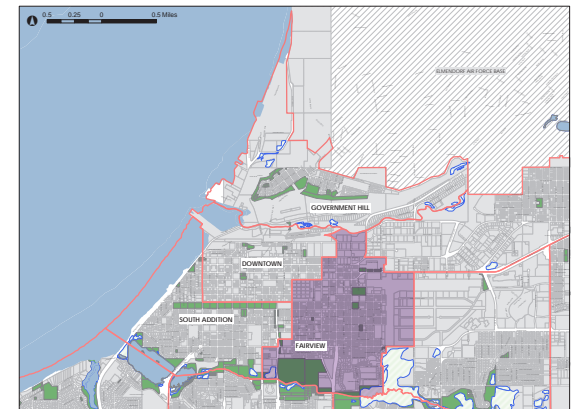 0.5 0.25 0 0.5 Miles
ELMENDORF AIR FORCE BASE
GOVERNMENT HILL
DOWNTOWN
SOUTH ADDITION
FAIRVIEW